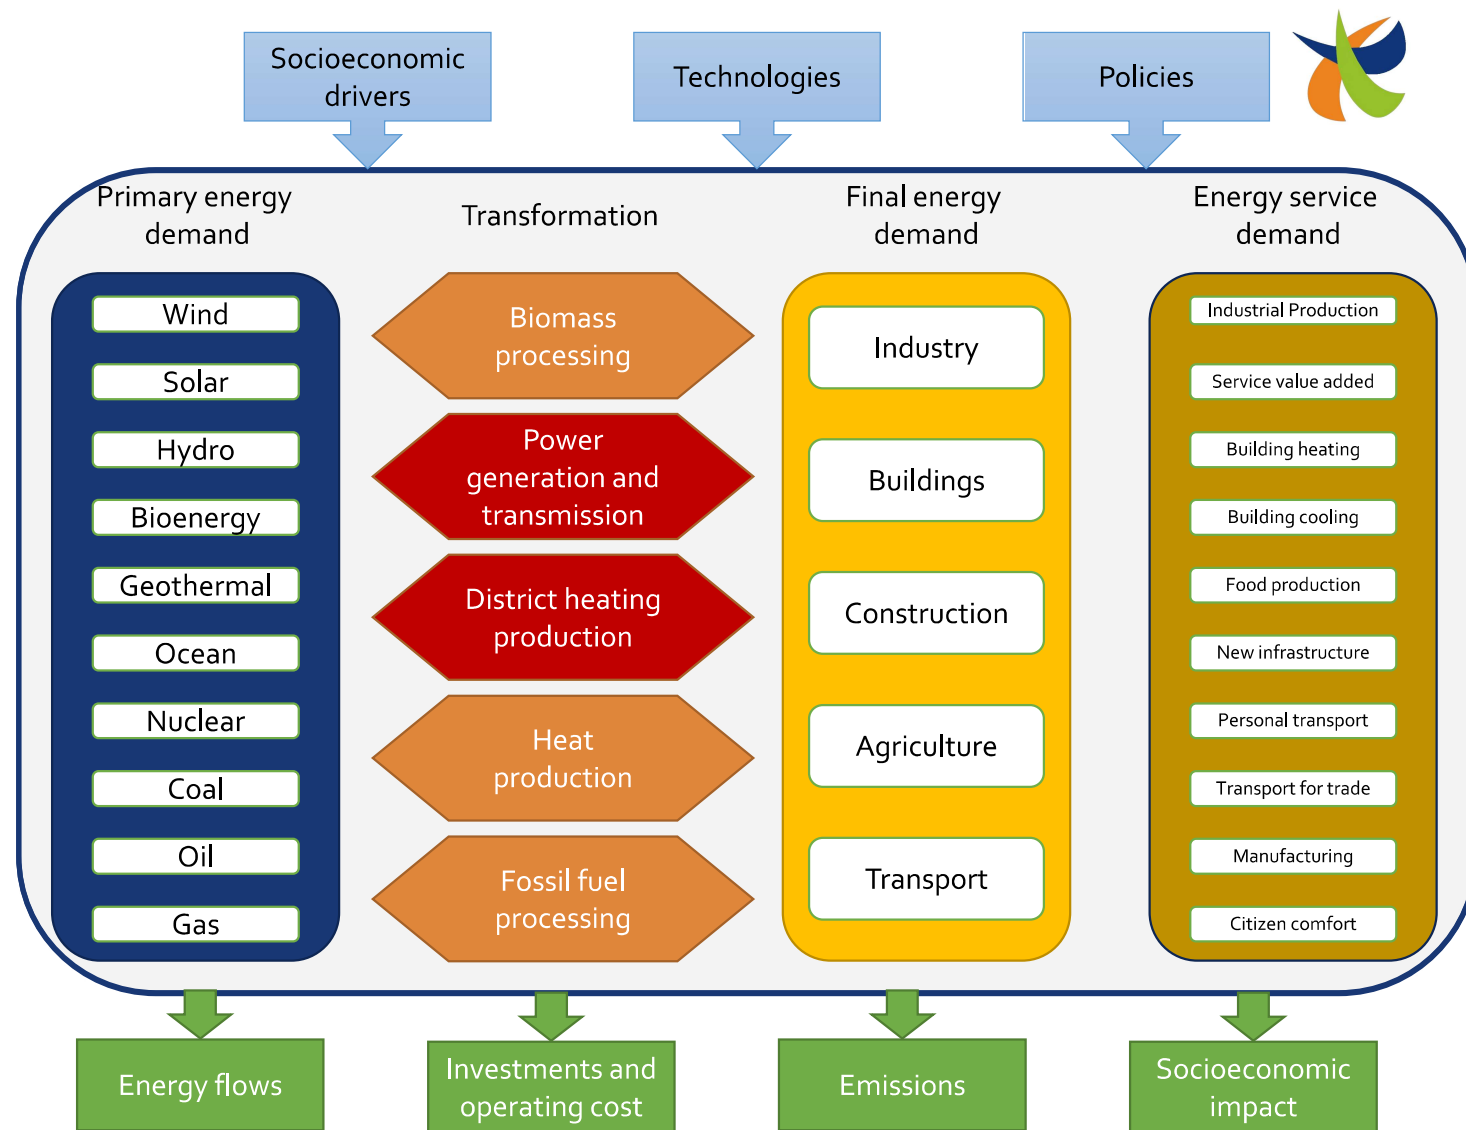 Socioeconomic
drivers
Technologies
Policies
Primary energy
demand
Transformation
Final energy
demand
Energy service
demand
Wind
Solar
Hydro
Bioenergy
Geothermal
Ocean
Nuclear
Coal
Oil
Gas
Biomass
processing
Power
generation and
transmission
District heating
production
Heat
production
Fossil fuel
processing
Industry
Buildings
Construction
Agriculture
Transport
Industrial Production
Service value added
Building heating
Building cooling
Food production
New infrastructure
Personal transport
Transport for trade
Manufacturing
Citizen comfort
Energy flows
Investments and
operating cost
Emissions
Socioeconomic
impact